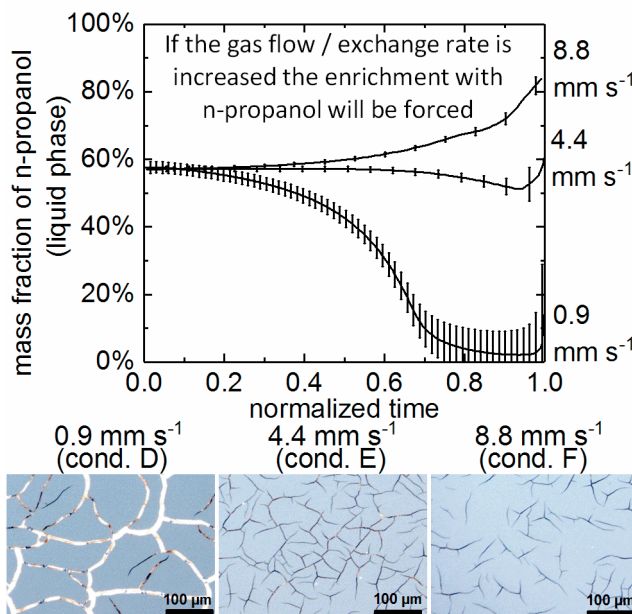 If the gas flow / exchange rate is
increased the enrichment with
n-propanol will be forced
mass fraction of n-propanol
(liquid phase)
100%
80%
60%
40%
20%
0%
0.0 0.2 0.4 0.6 0.8 1.0
normalized time
8.8
mm s⁻¹
4.4
mm s⁻¹
0.9
mm s⁻¹
0.9 mm s⁻¹
(cond. D)
4.4 mm s⁻¹
(cond. E)
8.8 mm s⁻¹
(cond. F)
100 µm
100 µm
100 µm